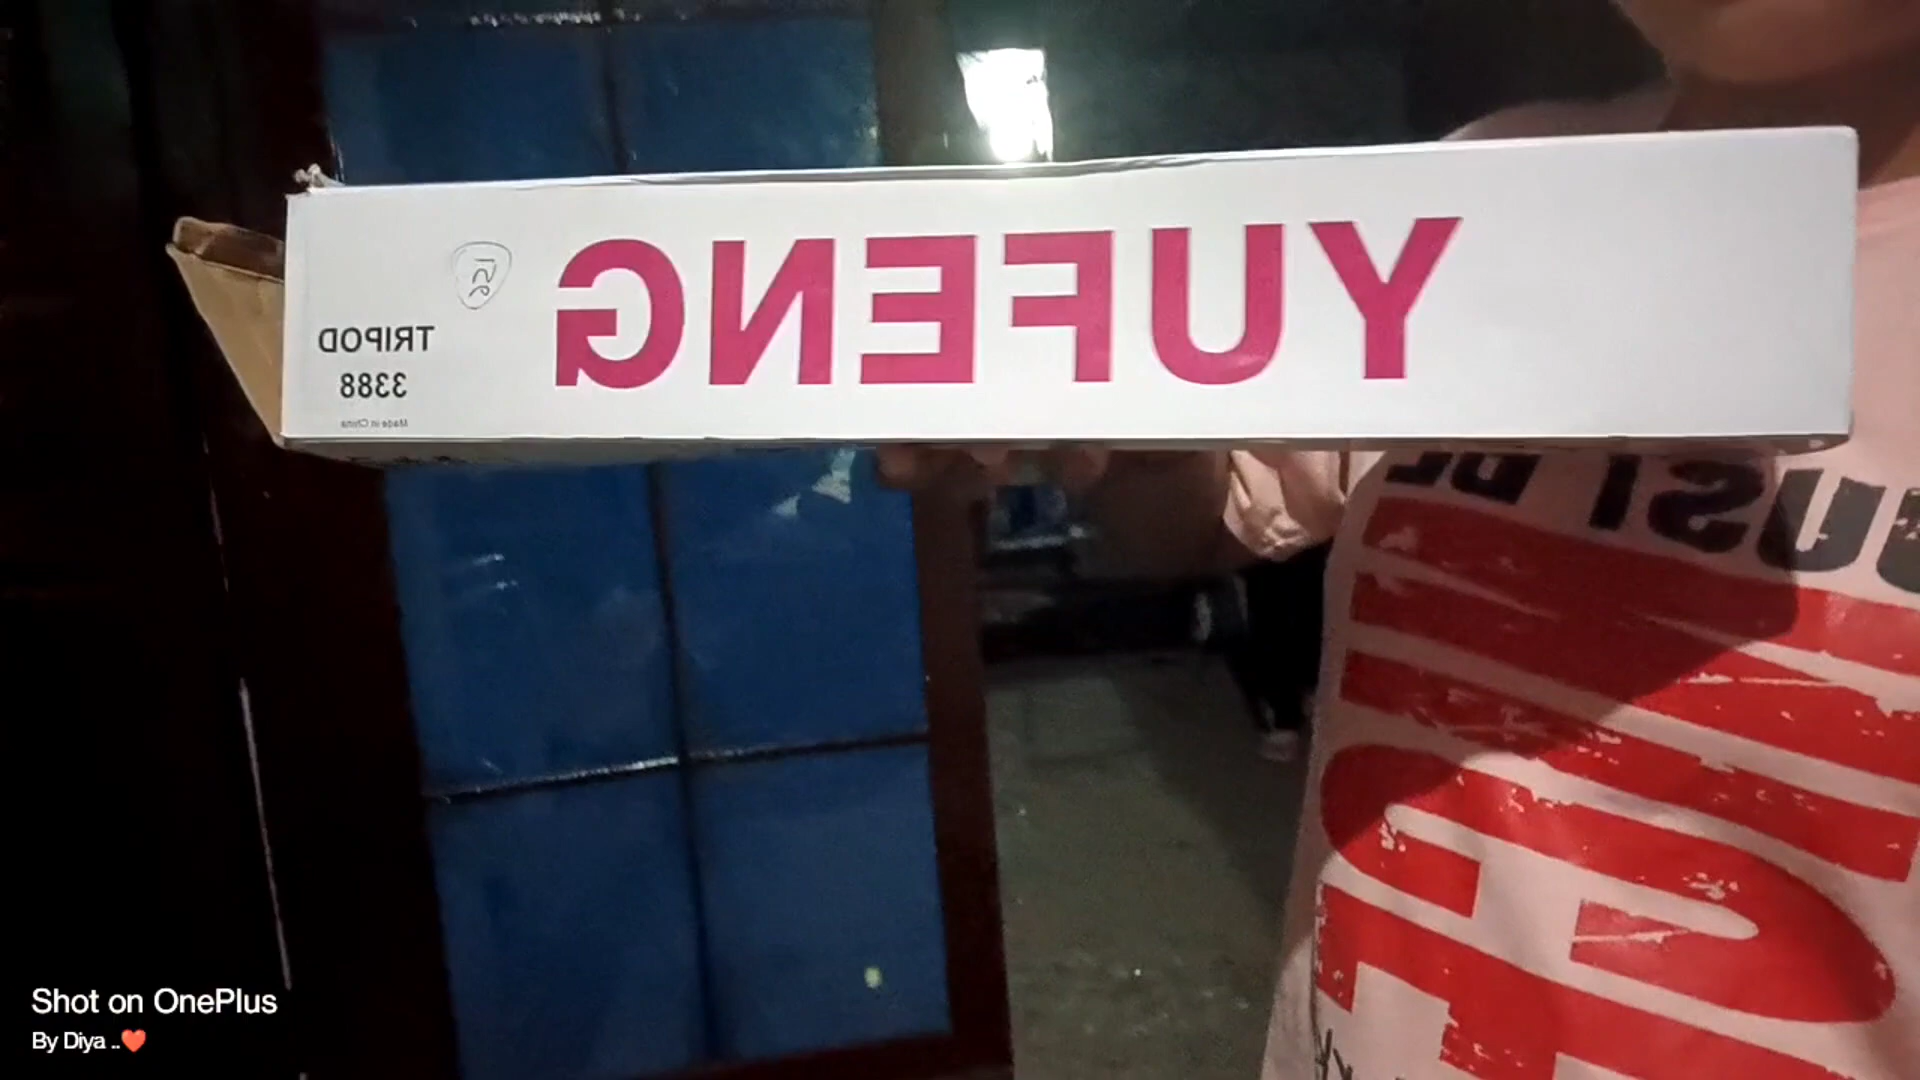 YUFENG
TRIPOD
3388
Made in China
Shot on OnePlus
By Diya ..❤️